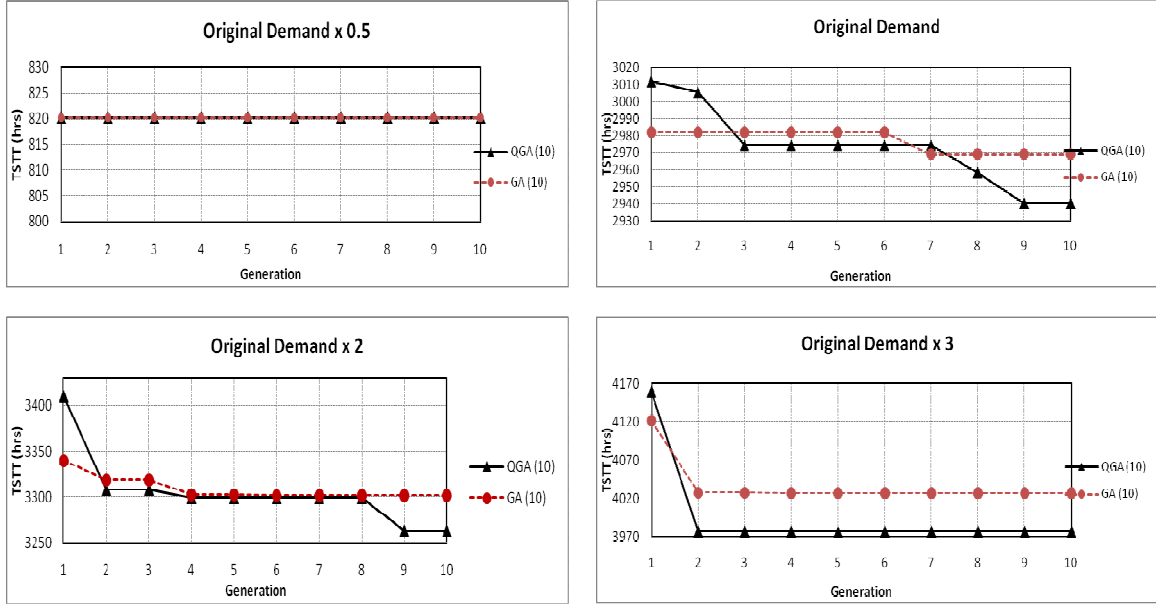 Original Demand x 0.5
TSTT (hrs)
830
825
820
815
810
805
800
1 2 3 4 5 6 7 8 9 10
Generation
QGA (10)
GA (10)
Original Demand
TSTT (hrs)
3020
3010
3000
2990
2980
2970
2960
2950
2940
2930
1 2 3 4 5 6 7 8 9 10
Generation
QGA (10)
GA (10)
Original Demand x 2
TSTT (hrs)
3400
3350
3300
3250
1 2 3 4 5 6 7 8 9 10
Generation
QGA (10)
GA (10)
Original Demand x 3
TSTT (hrs)
4170
4120
4070
4020
3970
1 2 3 4 5 6 7 8 9 10
Generation
QGA (10)
GA (10)